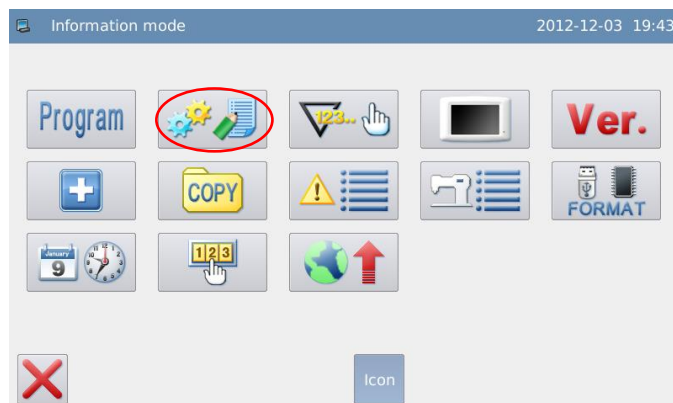 Information mode 2012-12-03 19:43
Program 123.. Ver.
COPY FORMAT
January 9 123
Icon